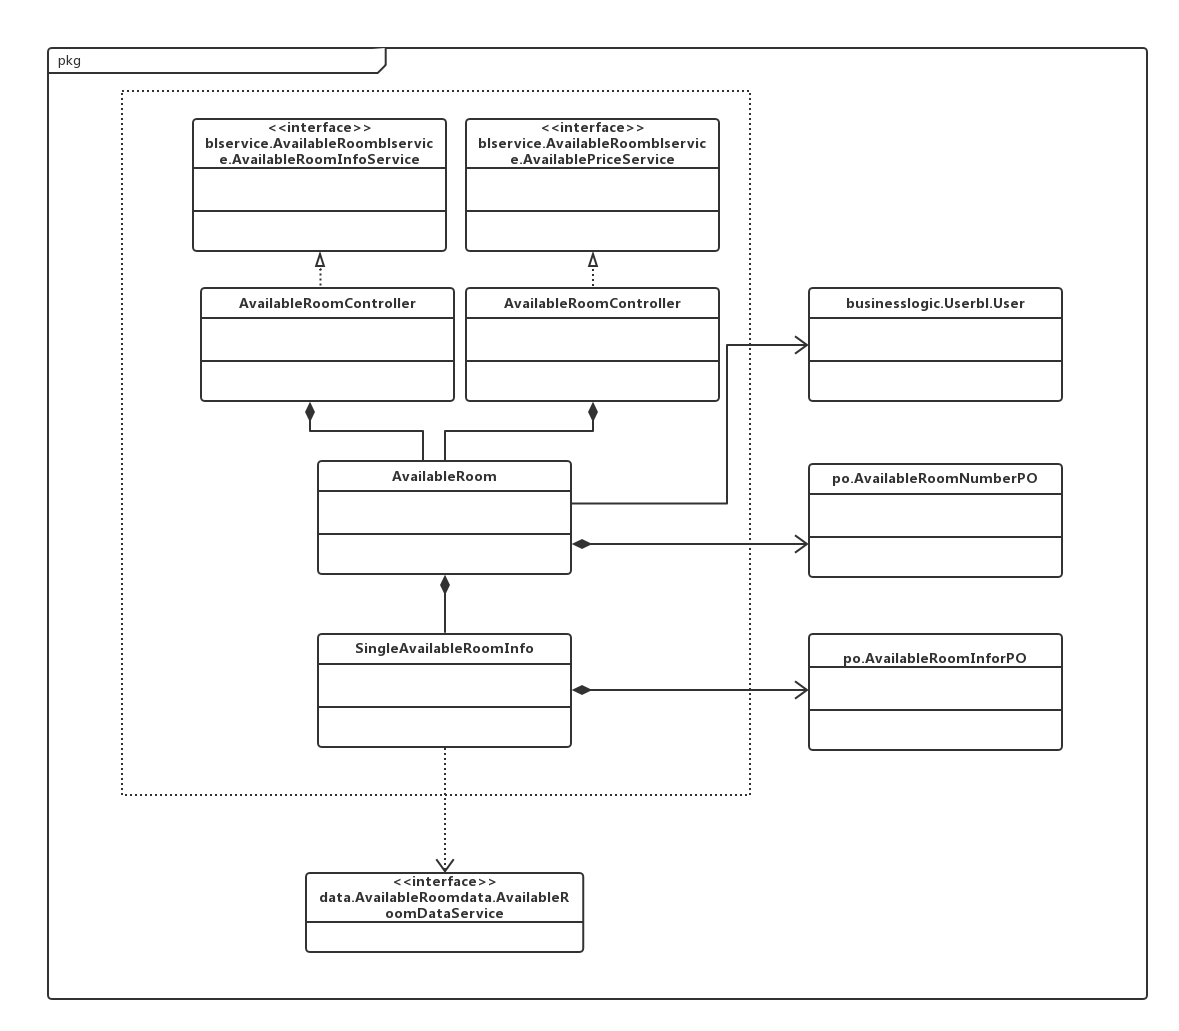 pkg
<<interface>>
blservice.AvailableRoomblservic
e.AvailableRoomInfoService
<<interface>>
blservice.AvailableRoomblservic
e.AvailablePriceService
AvailableRoomController
AvailableRoomController
businesslogic.Userbl.User
AvailableRoom
po.AvailableRoomNumberPO
SingleAvailableRoomInfo
po.AvailableRoomInforPO
<<interface>>
data.AvailableRoomdata.AvailableR
oomDataService